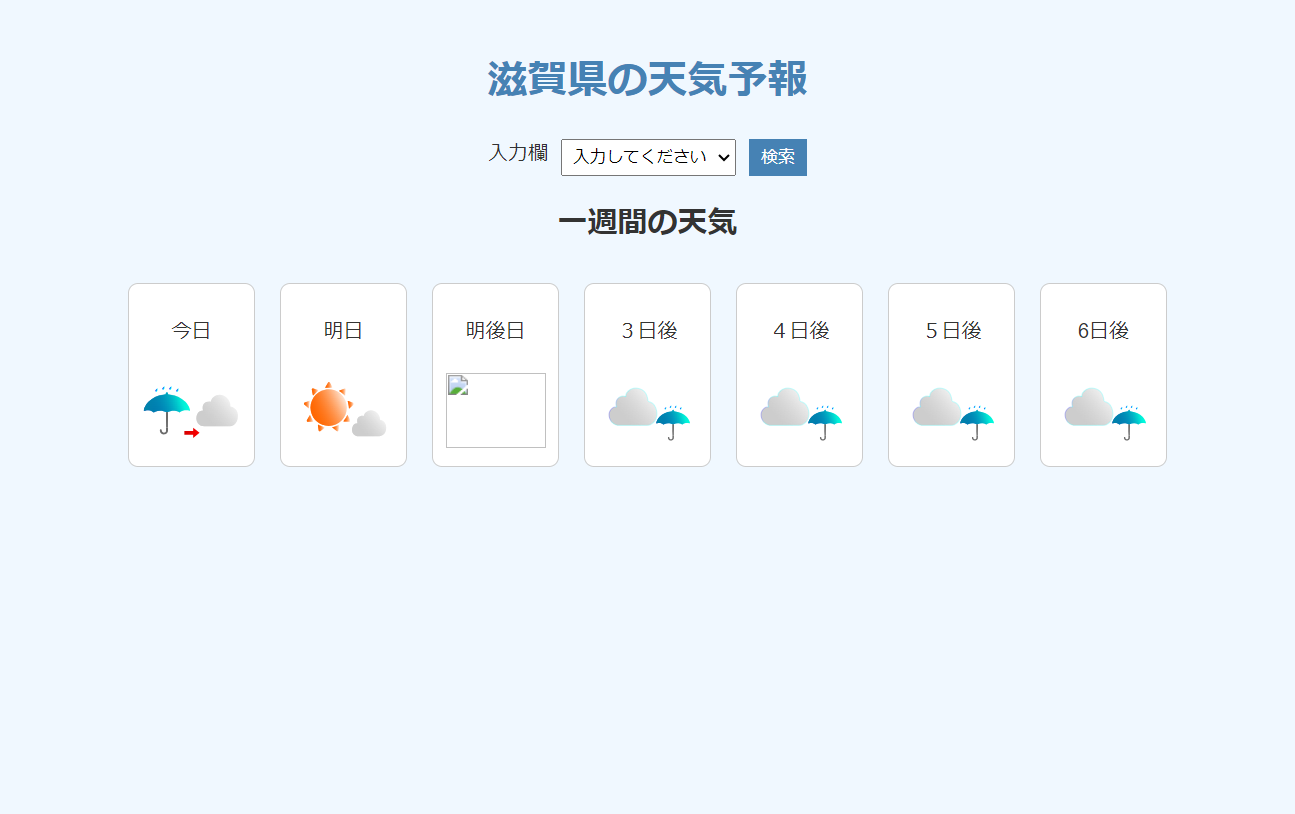 滋賀県の天気予報
入力欄 入力してください 検索
一週間の天気
今日 明日 明後日 ３日後 ４日後 ５日後 6日後